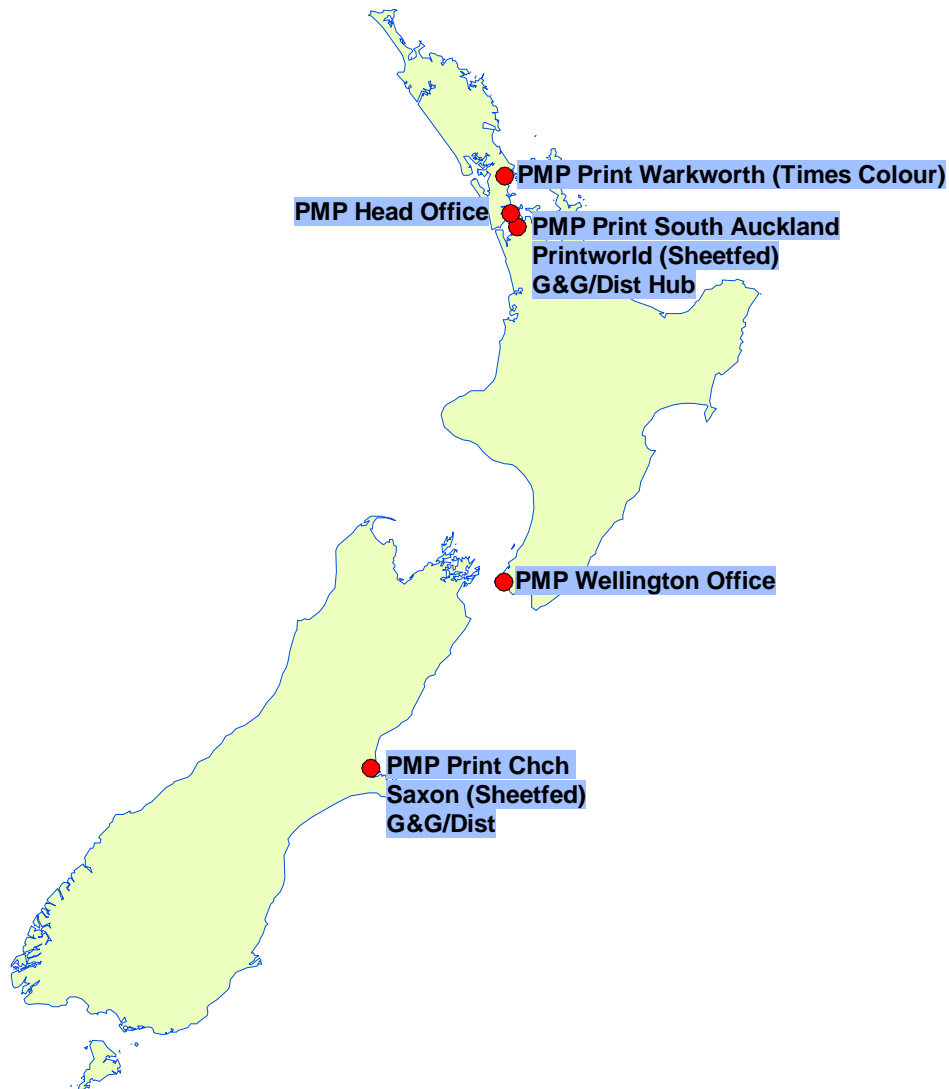 PMP Print Warkworth (Times Colour)
PMP Head Office
PMP Print South Auckland
Printworld (Sheetfed)
G&G/Dist Hub
PMP Wellington Office
PMP Print Chch
Saxon (Sheetfed)
G&G/Dist